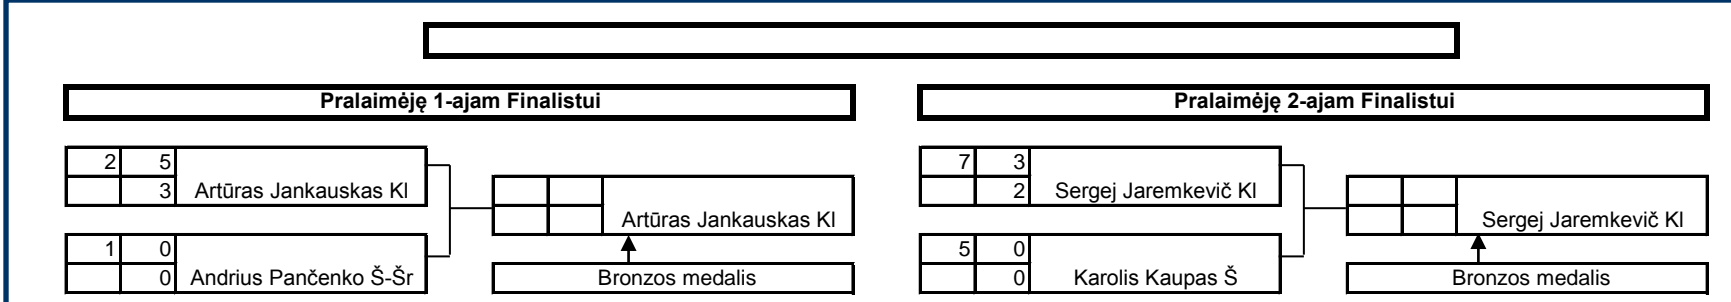 Pralaimėję 1-ajam Finalistui
Pralaimėję 2-ajam Finalistui
2 5
3 Artūras Jankauskas Kl
Artūras Jankauskas Kl
1 0
0 Andrius Pančenko Š-Šr
Bronzos medalis
7 3
2 Sergej Jaremkevič Kl
Sergej Jaremkevič Kl
5 0
0 Karolis Kaupas Š
Bronzos medalis